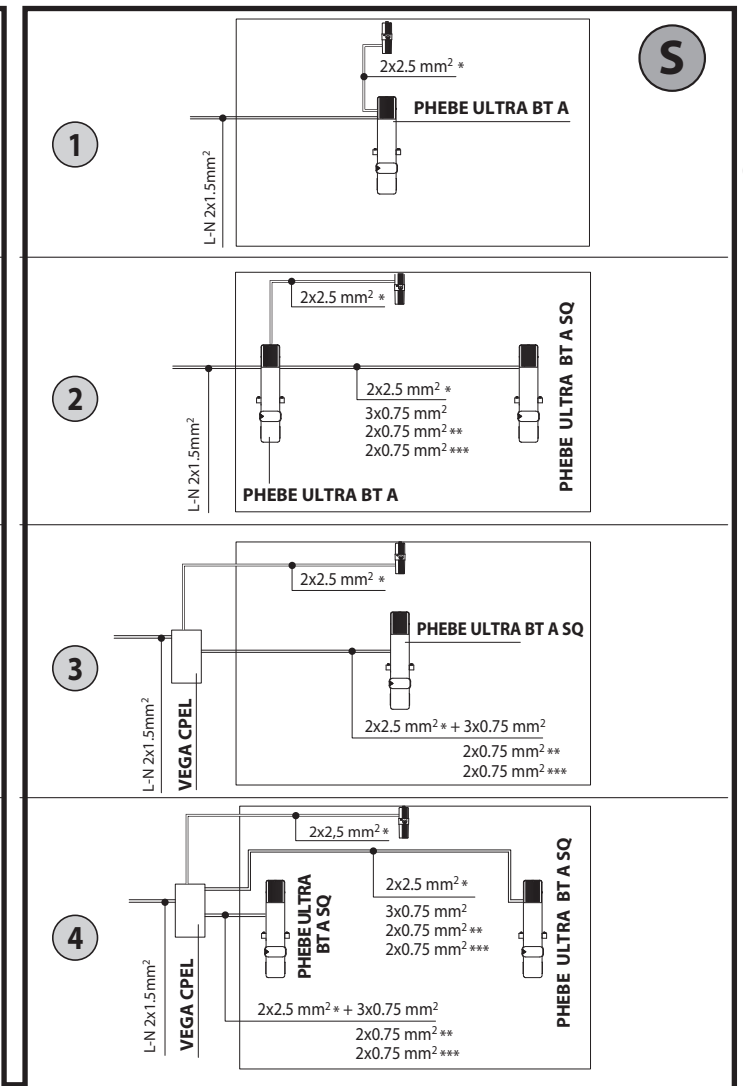 S
1
2x2.5 mm² *
PHEBE ULTRA BT A
L-N 2x1.5mm²
2
2x2.5 mm² *
2x2.5 mm² *
3x0.75 mm²
2x0.75 mm² **
2x0.75 mm² ***
L-N 2x1.5mm²
PHEBE ULTRA BT A
PHEBE ULTRA BT A SQ
3
2x2.5 mm² *
PHEBE ULTRA BT A SQ
L-N 2x1.5mm²
VEGA CPEL
2x2.5 mm² * + 3x0.75 mm²
2x0.75 mm² **
2x0.75 mm² ***
4
2x2,5 mm² *
2x2.5 mm² *
3x0.75 mm²
2x0.75 mm² **
2x0.75 mm² ***
PHEBE ULTRA
BT A SQ
PHEBE ULTRA BT A SQ
L-N 2x1.5mm²
VEGA CPEL
2x2.5 mm² * + 3x0.75 mm²
2x0.75 mm² **
2x0.75 mm² ***